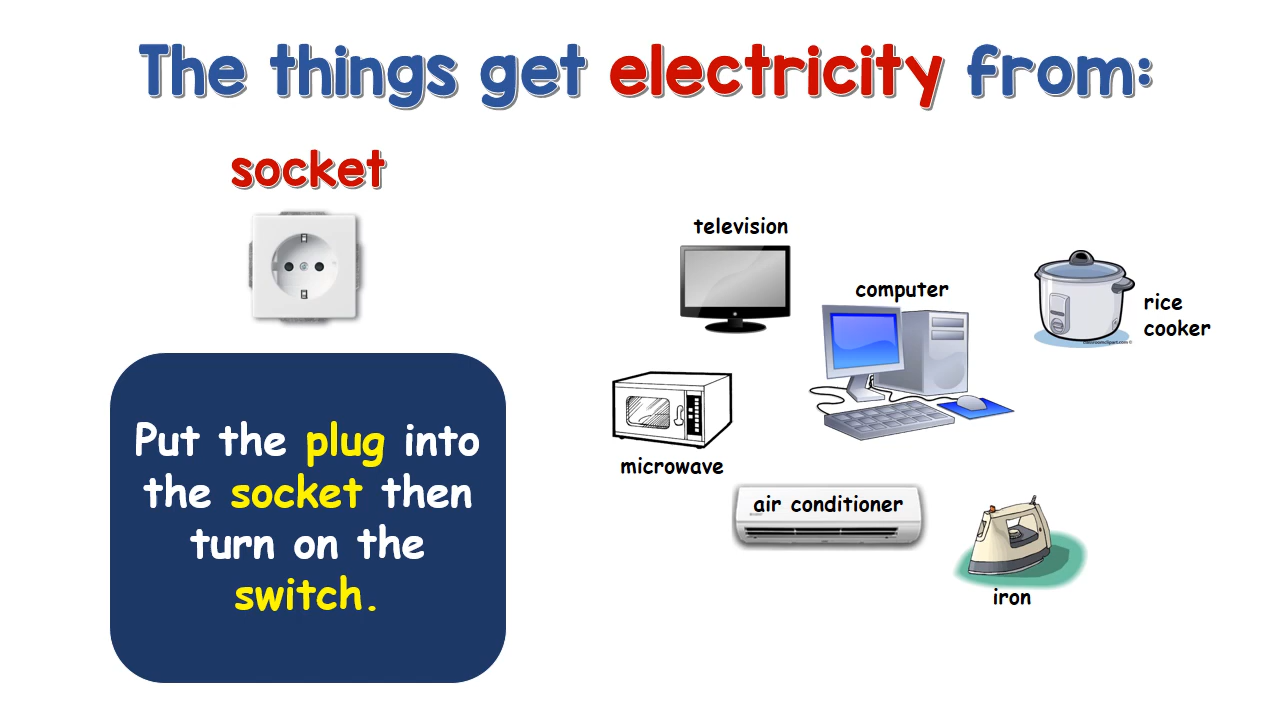 The things get electricity from:
socket
television
computer
rice
cooker
microwave
air conditioner
iron
Put the plug into
the socket then
turn on the
switch.